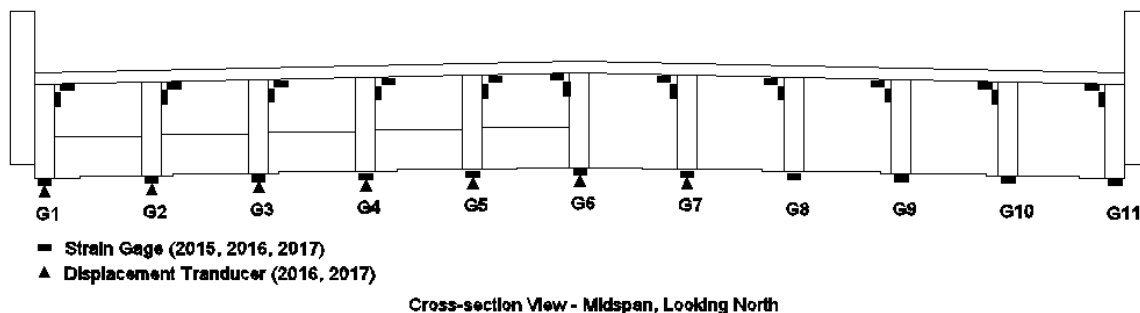 G1 G2 G3 G4 G5 G6 G7 G8 G9 G10 G11
Strain Gage (2015, 2016, 2017)
Displacement Tranducer (2016, 2017)
Cross-section View - Midspan, Looking North